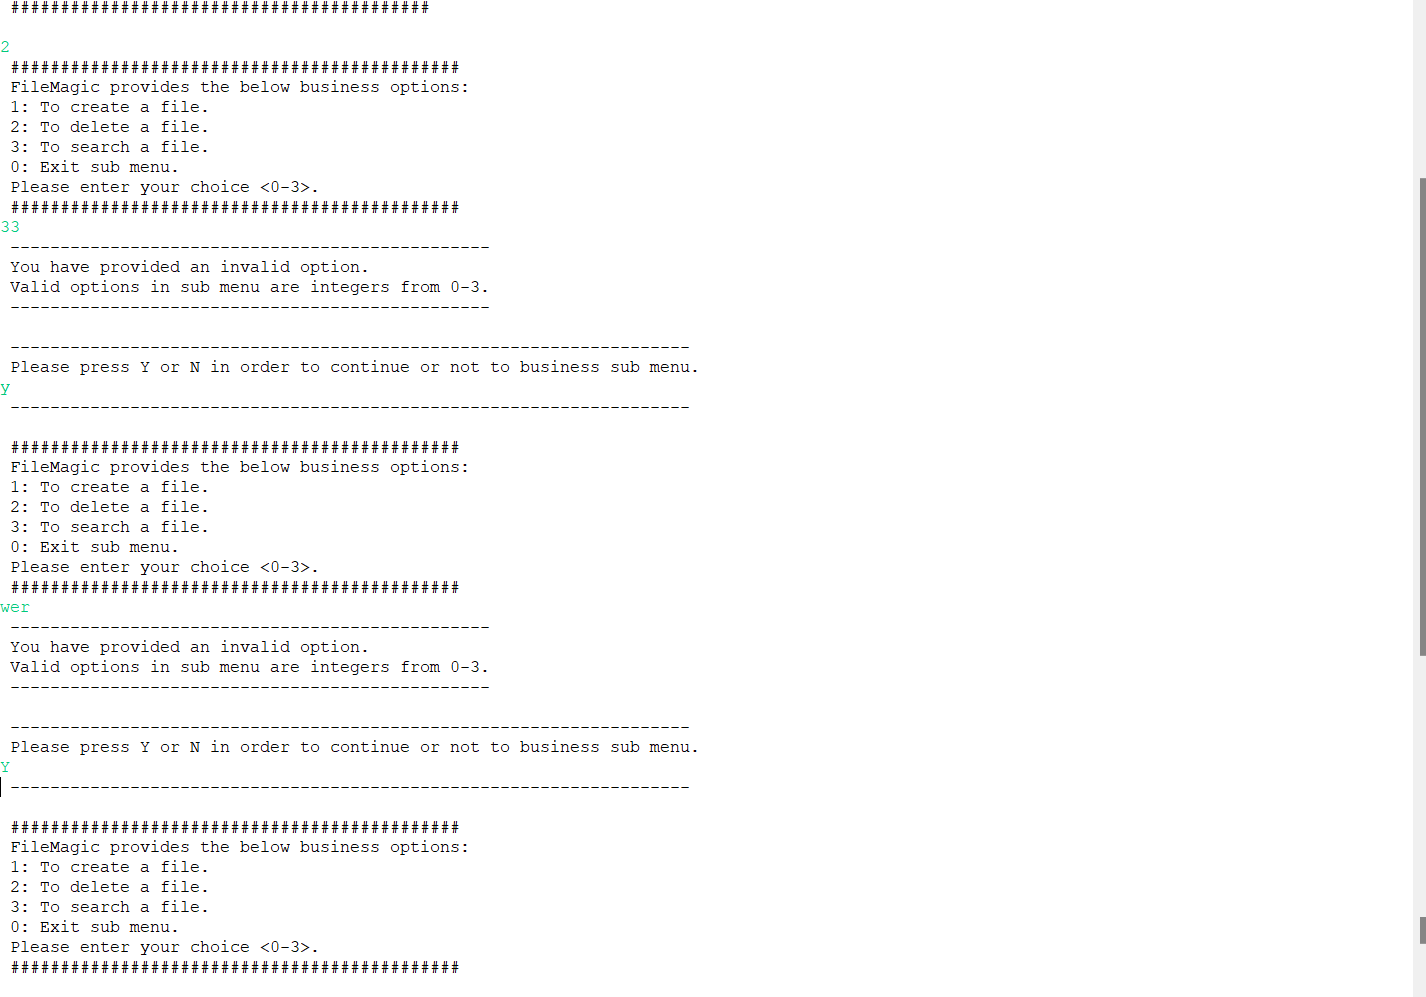 ##########################################
2
#############################################
FileMagic provides the below business options:
1: To create a file.
2: To delete a file.
3: To search a file.
0: Exit sub menu.
Please enter your choice <0-3>.
#############################################
33
------------------------------------------------
You have provided an invalid option.
Valid options in sub menu are integers from 0-3.
------------------------------------------------
--------------------------------------------------------------------
Please press Y or N in order to continue or not to business sub menu.
y
--------------------------------------------------------------------
#############################################
FileMagic provides the below business options:
1: To create a file.
2: To delete a file.
3: To search a file.
0: Exit sub menu.
Please enter your choice <0-3>.
#############################################
wer
------------------------------------------------
You have provided an invalid option.
Valid options in sub menu are integers from 0-3.
------------------------------------------------
--------------------------------------------------------------------
Please press Y or N in order to continue or not to business sub menu.
Y
--------------------------------------------------------------------
#############################################
FileMagic provides the below business options:
1: To create a file.
2: To delete a file.
3: To search a file.
0: Exit sub menu.
Please enter your choice <0-3>.
#############################################